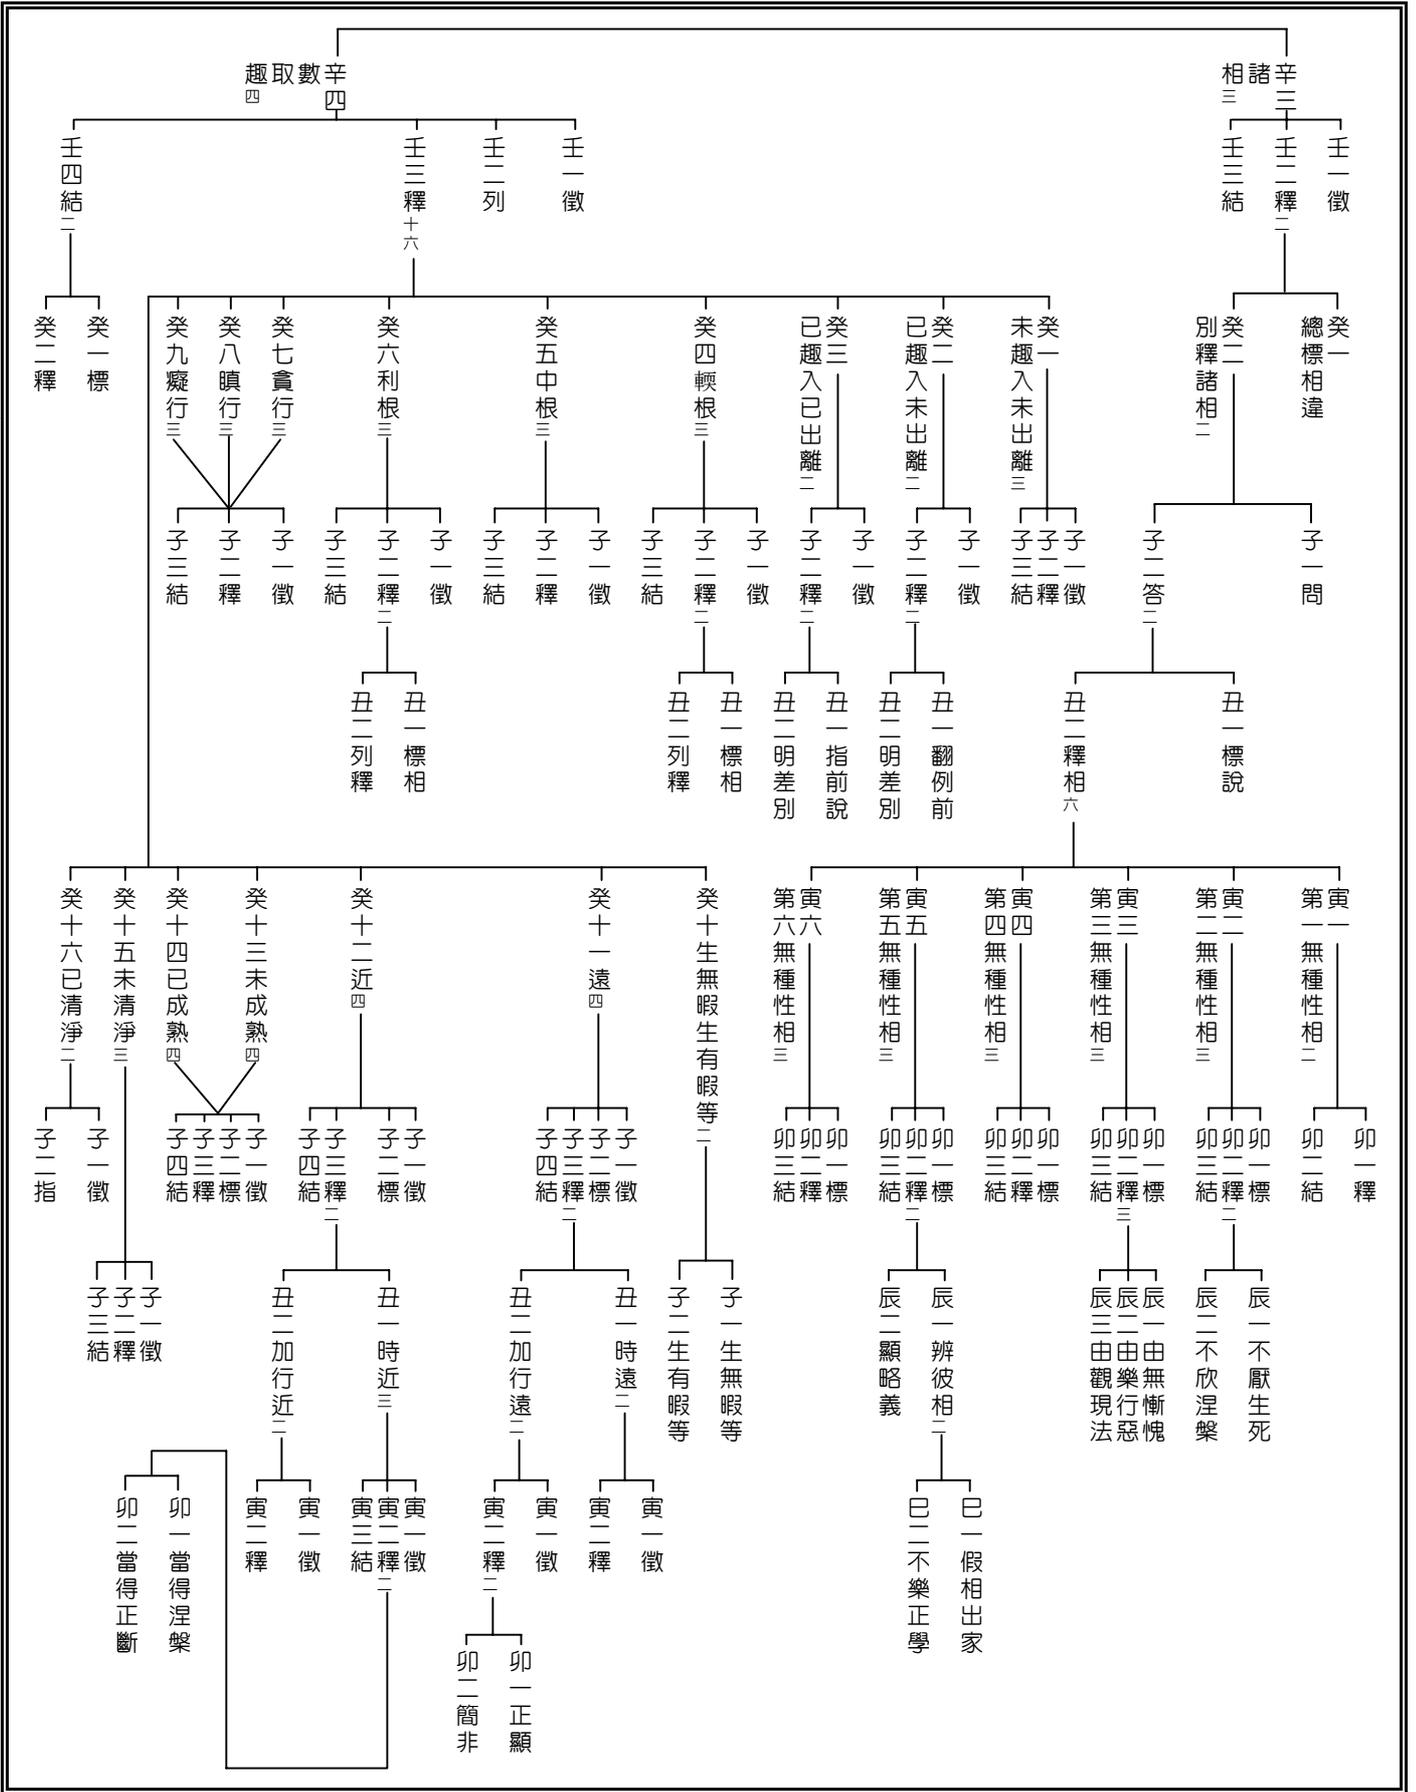 辛三
諸
相三
辛四
數
取
趣四
壬一徵
壬二釋二
壬三結
壬一徵
壬二列
壬三釋十六
壬四結二
癸一
總標相違
癸二
別釋諸相二
癸一
未趣入未出離三
癸二
已趣入未出離二
癸三
已趣入已出離二
癸四輭根三
癸五中根三
癸六利根三
癸七貪行三
癸八瞋行三
癸九癡行三
癸一標
癸二釋
子一問
子二答二
子一徵
子二釋
子三結
子一徵
子二釋二
子一徵
子二釋二
子一徵
子二釋二
子三結
子一徵
子二釋
子三結
子一徵
子二釋二
子三結
子一徵
子二釋
子三結
丑一標說
丑二釋相六
丑一翻例前
丑二明差別
丑一指前說
丑二明差別
丑一標相
丑二列釋
丑一標相
丑二列釋
寅一
第一無種性相二
寅二
第二無種性相三
寅三
第三無種性相三
寅四
第四無種性相三
寅五
第五無種性相三
寅六
第六無種性相三
癸十生無暇生有暇等二
癸十一遠四
癸十二近四
癸十三未成熟四
癸十四已成熟四
癸十五未清淨三
癸十六已清淨二
卯一釋
卯二結
卯一標
卯二釋二
卯三結
卯一標
卯二釋三
卯三結
卯一標
卯二釋
卯三結
卯一標
卯二釋二
卯三結
卯一標
卯二釋
卯三結
子一徵
子二標
子三釋二
子四結
子一徵
子二標
子三釋二
子四結
子一徵
子二標
子三釋
子四結
子一徵
子二指
辰一不厭生死
辰二不欣涅槃
辰一由無慚愧
辰二由樂行惡
辰三由觀現法
辰一辨彼相二
辰二顯略義
子一生無暇等
子二生有暇等
丑一時遠二
丑二加行遠二
丑一時近三
丑二加行近二
子一徵
子二釋
子三結
巳一假相出家
巳二不樂正學
寅一徵
寅二釋
寅一徵
寅二釋二
寅一徵
寅二釋二
寅三結
寅一徵
寅二釋
卯一當得涅槃
卯二當得正斷
卯一正顯
卯二簡非